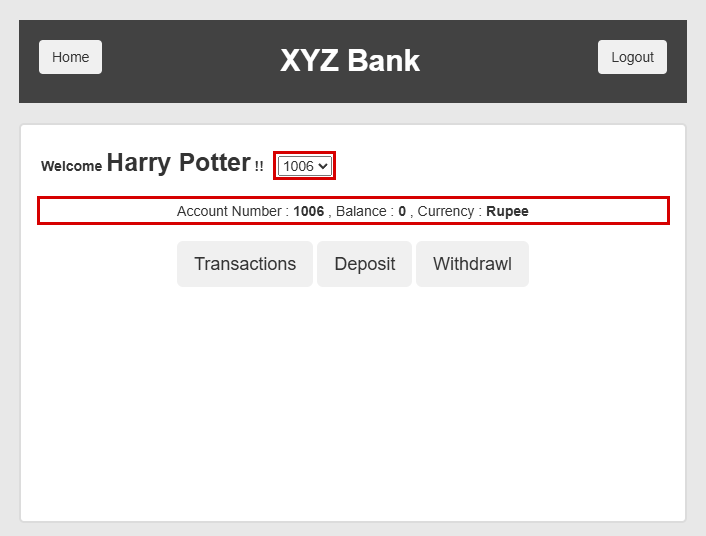 Home XYZ Bank Logout
Welcome Harry Potter !! 1006
Account Number : 1006 , Balance : 0 , Currency : Rupee
Transactions Deposit Withdrawl